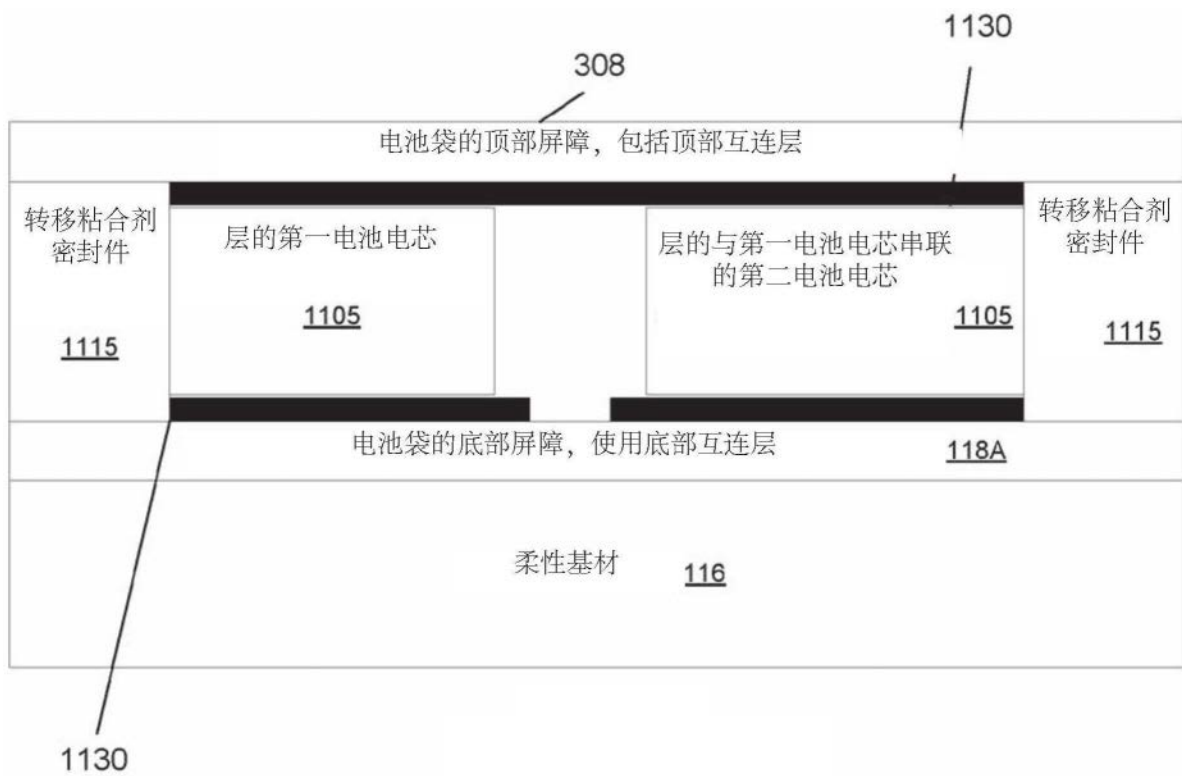 1130
308
电池袋的顶部屏障，包括顶部互连层
转移粘合剂
密封件
1115
层的第一电池电芯
1105
层的与第一电池电芯串联
的第二电池电芯
1105
转移粘合剂
密封件
1115
电池袋的底部屏障，使用底部互连层
118A
柔性基材
116
1130